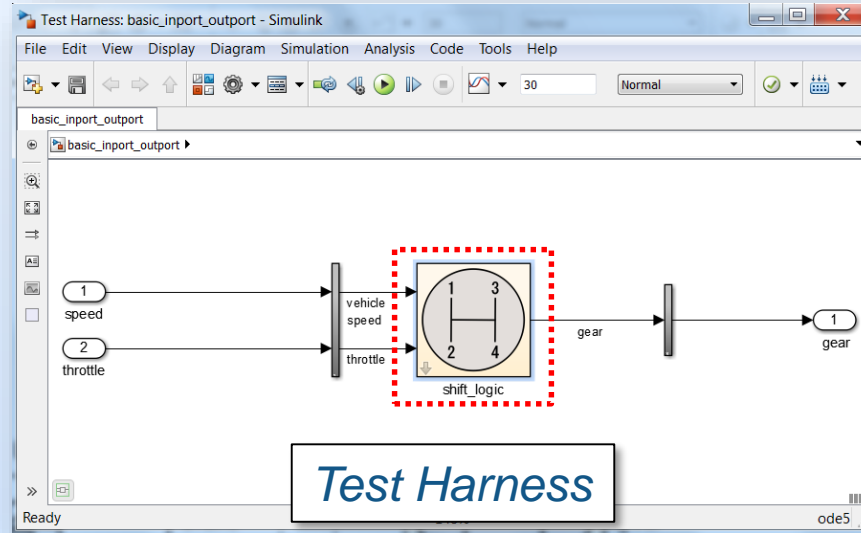 Test Harness: basic_inport_outport - Simulink
File Edit View Display Diagram Simulation Analysis Code Tools Help
30 Normal
basic_inport_outport
basic_inport_outport
1
speed
2
throttle
vehicle
speed
throttle
1 3
2 4
shift_logic
gear
1
gear
Test Harness
Ready
ode5